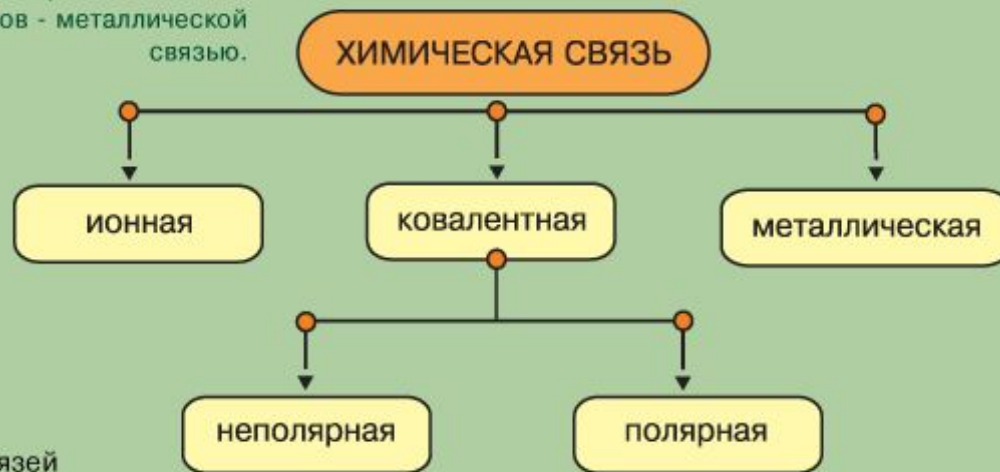 ов - металлической
связью.
ХИМИЧЕСКАЯ СВЯЗЬ
ионная
ковалентная
металлическая
неполярная
полярная
язей